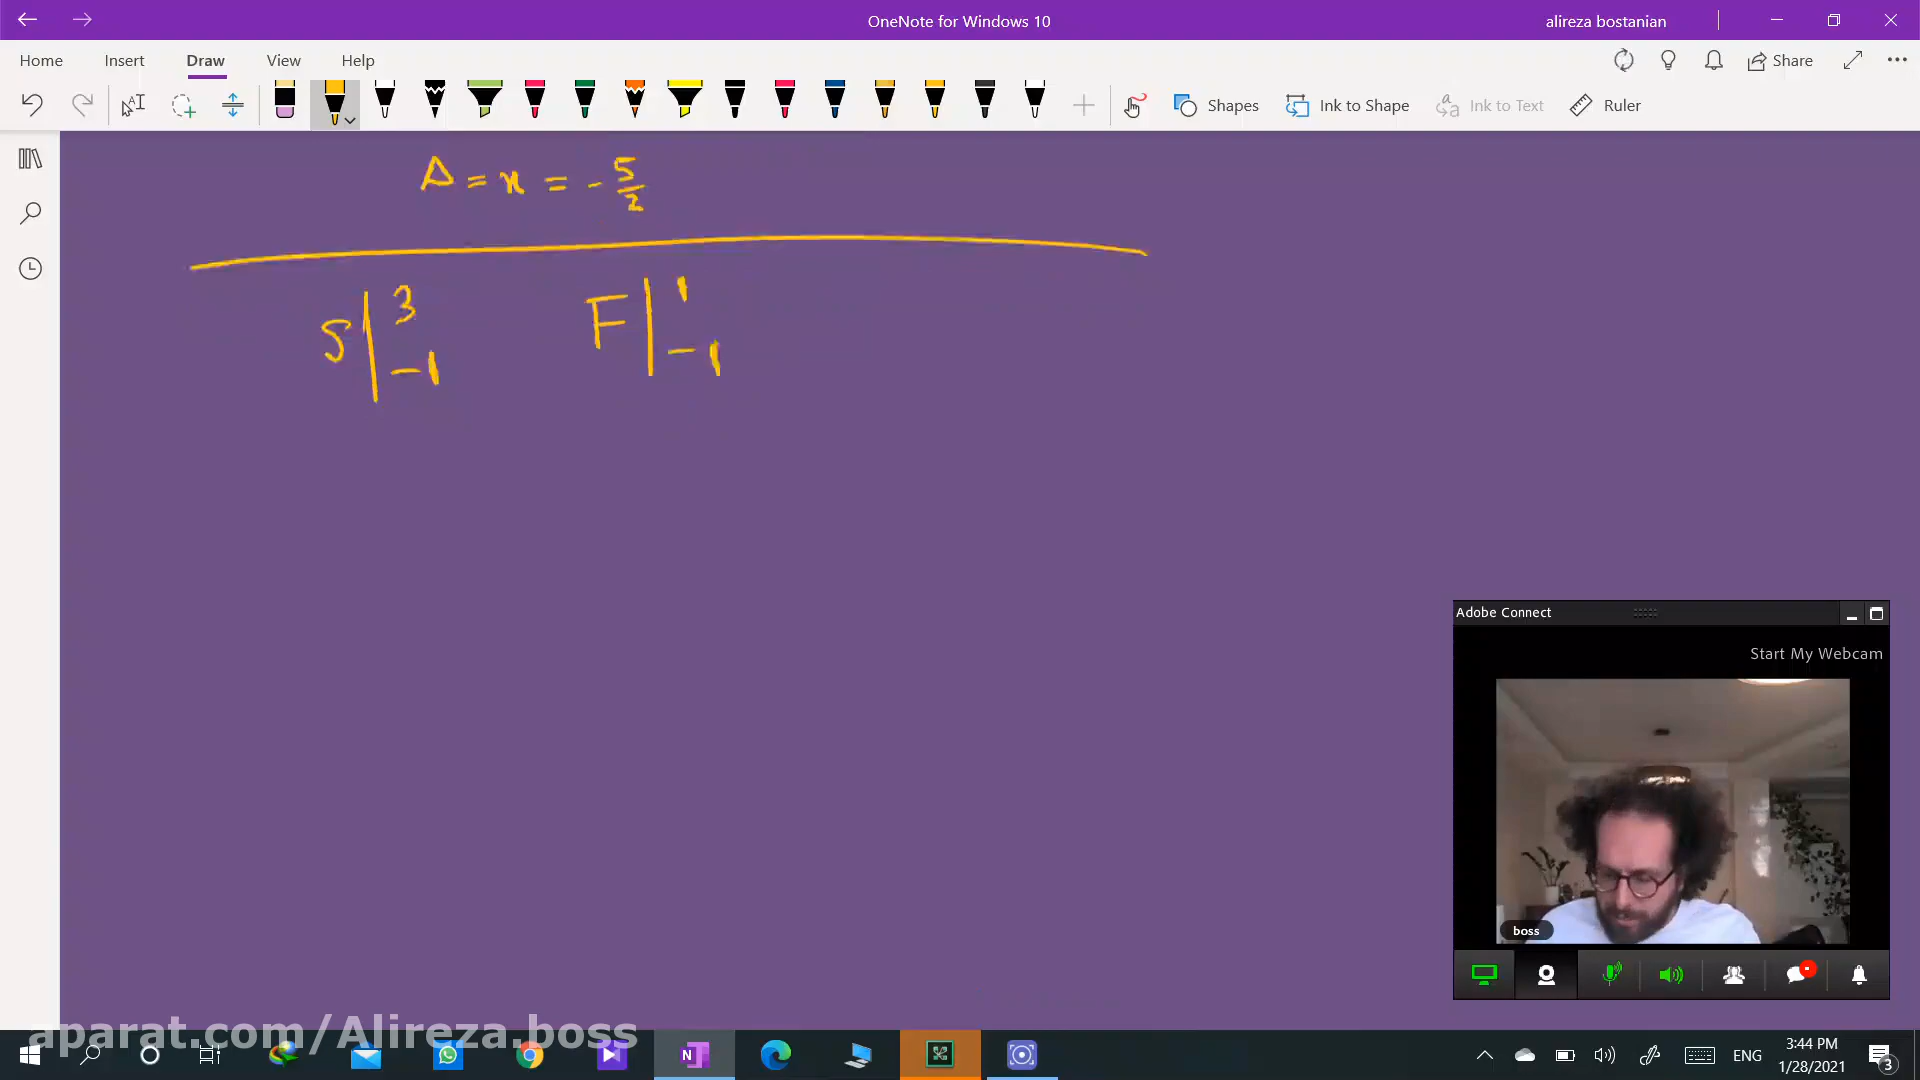 OneNote for Windows 10
alireza bostanian
Home Insert Draw View Help
Share
Shapes Ink to Shape Ink to Text Ruler
Δ = x = - 5/2
S | 3 -1
F | 1 -1
Adobe Connect
Start My Webcam
boss
aparat.com/Alireza.boss
ENG
3:44 PM
1/28/2021
3